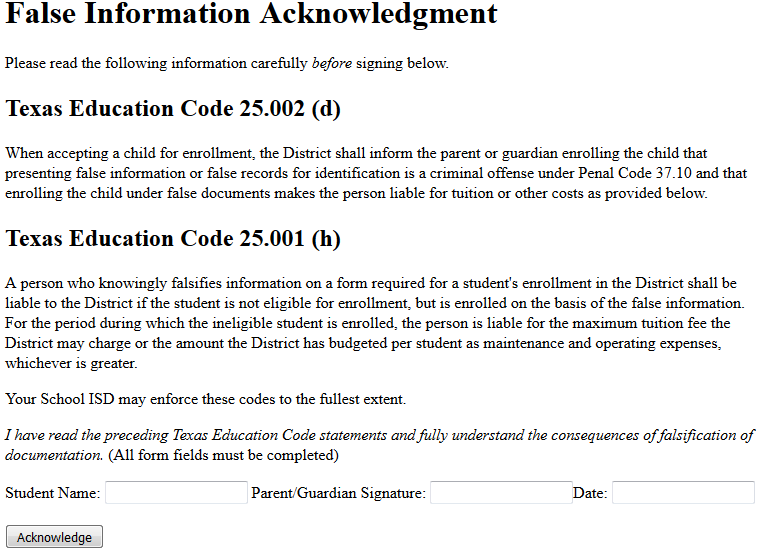 False Information Acknowledgment
Please read the following information carefully before signing below.
Texas Education Code 25.002 (d)
When accepting a child for enrollment, the District shall inform the parent or guardian enrolling the child that
presenting false information or false records for identification is a criminal offense under Penal Code 37.10 and that
enrolling the child under false documents makes the person liable for tuition or other costs as provided below.
Texas Education Code 25.001 (h)
A person who knowingly falsifies information on a form required for a student's enrollment in the District shall be
liable to the District if the student is not eligible for enrollment, but is enrolled on the basis of the false information.
For the period during which the ineligible student is enrolled, the person is liable for the maximum tuition fee the
District may charge or the amount the District has budgeted per student as maintenance and operating expenses,
whichever is greater.
Your School ISD may enforce these codes to the fullest extent.
I have read the preceding Texas Education Code statements and fully understand the consequences of falsification of
documentation. (All form fields must be completed)
Student Name: Parent/Guardian Signature: Date:
Acknowledge